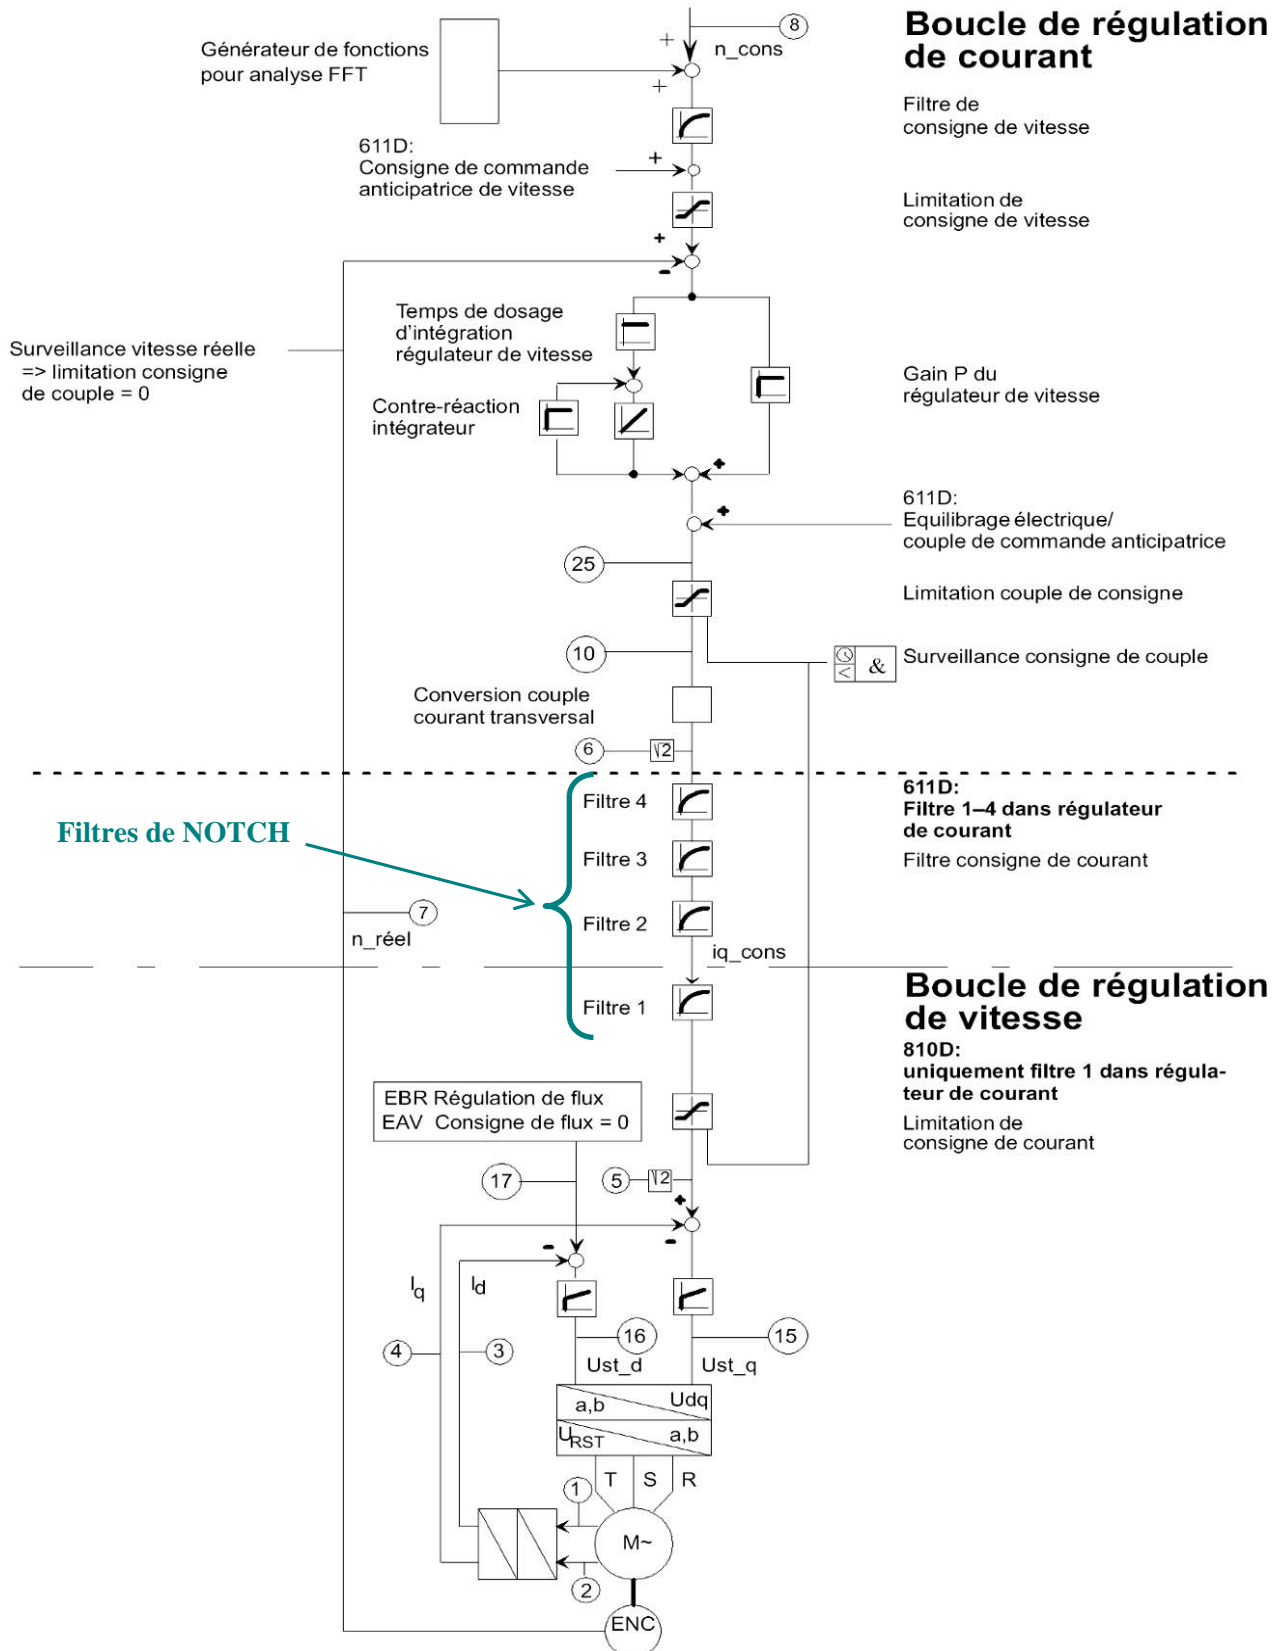 Boucle de régulation
de courant
8
+
n_cons
Générateur de fonctions
pour analyse FFT
+
Filtre de
consigne de vitesse
611D:
Consigne de commande
anticipatrice de vitesse
+
Limitation de
consigne de vitesse
+
-
Temps de dosage
d'intégration
régulateur de vitesse
Surveillance vitesse réelle
=> limitation consigne
de couple = 0
Gain P du
régulateur de vitesse
Contre-réaction
intégrateur
+
611D:
Equilibrage électrique/
couple de commande anticipatrice
+
25
Limitation couple de consigne
10
< &
Surveillance consigne de couple
Conversion couple
courant transversal
6
√2
611D:
Filtre 1–4 dans régulateur
de courant
Filtre consigne de courant
Filtre 4
Filtres de NOTCH
Filtre 3
Filtre 2
7
n_réel
iq_cons
Boucle de régulation
de vitesse
Filtre 1
810D:
uniquement filtre 1 dans régula-
teur de courant
Limitation de
consigne de courant
EBR Régulation de flux
EAV Consigne de flux = 0
17
5
√2
+
-
-
Iq
Id
4
3
16
15
Ust_d
Ust_q
a,b
Udq
URST
a,b
T
S
R
1
M~
2
ENC